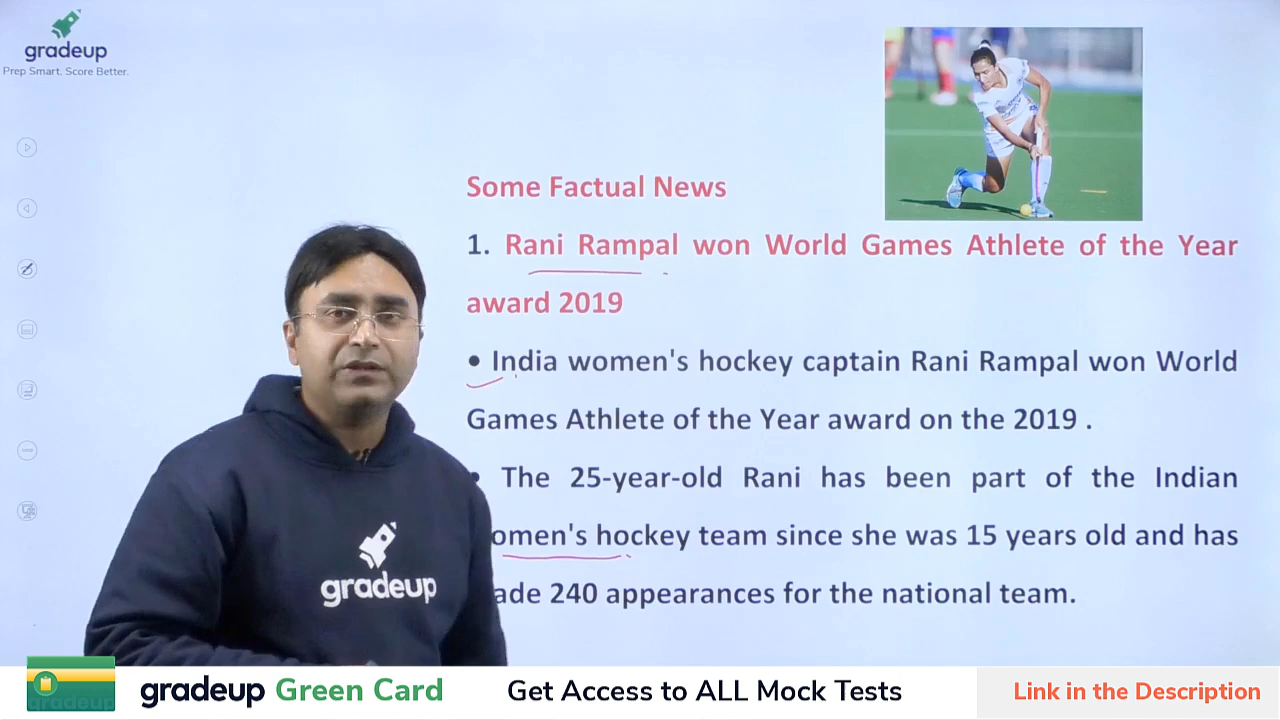 gradeup
Prep Smart. Score Better.
Some Factual News
1. Rani Rampal won World Games Athlete of the Year
award 2019
• India women's hockey captain Rani Rampal won World
Games Athlete of the Year award on the 2019 .
• The 25-year-old Rani has been part of the Indian
omen's hockey team since she was 15 years old and has
ade 240 appearances for the national team.
gradeup
gradeup Green Card
Get Access to ALL Mock Tests
Link in the Description
gradeup